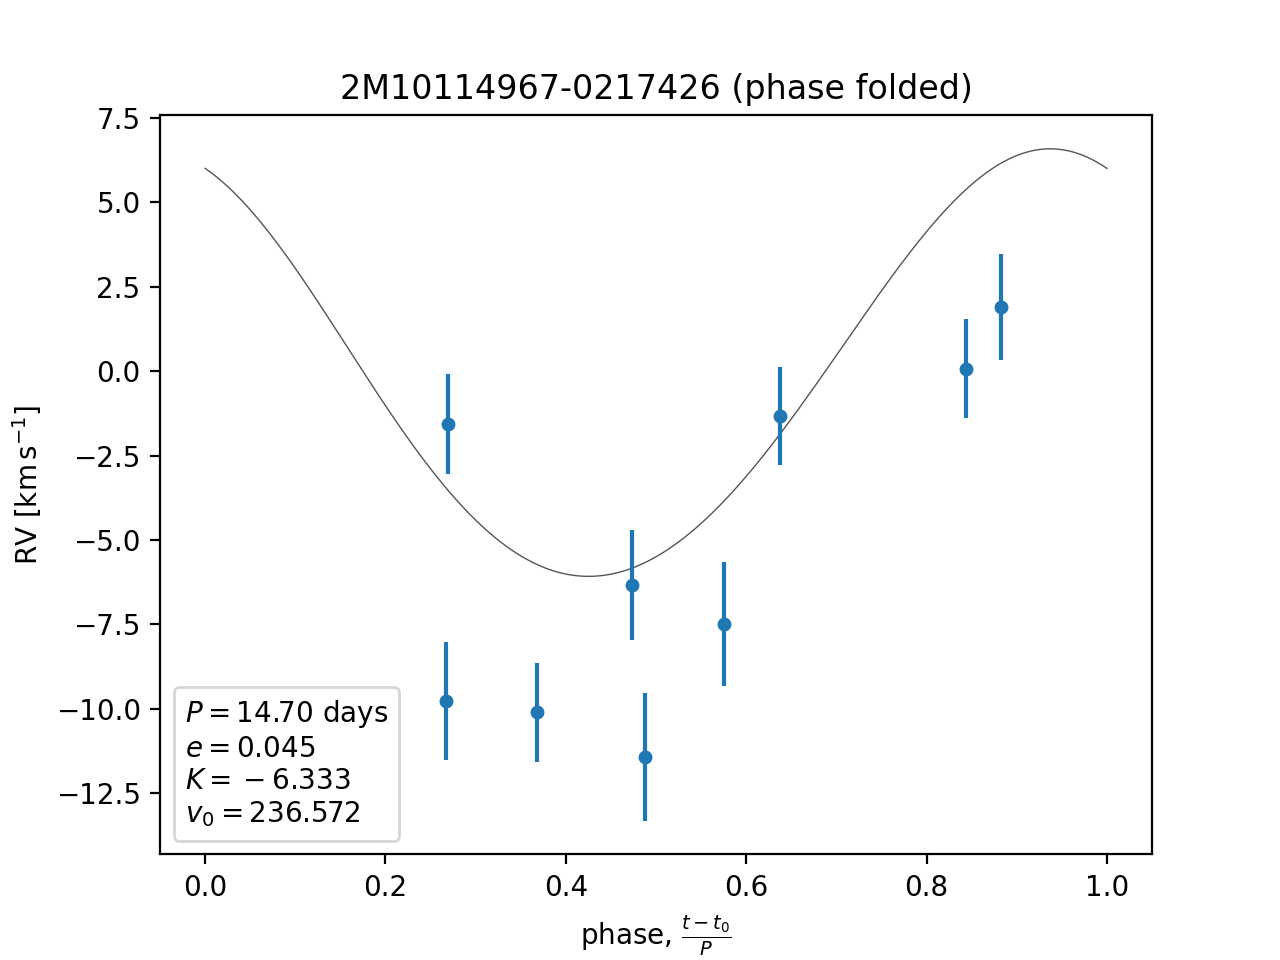 2M10114967-0217426 (phase folded)
7.5
5.0
2.5
0.0
−2.5
−5.0
−7.5
−10.0
−12.5
RV [km s⁻¹]
P = 14.70 days
e = 0.045
K = − 6.333
v₀ = 236.572
0.0 0.2 0.4 0.6 0.8 1.0
phase, (t − t₀)/P